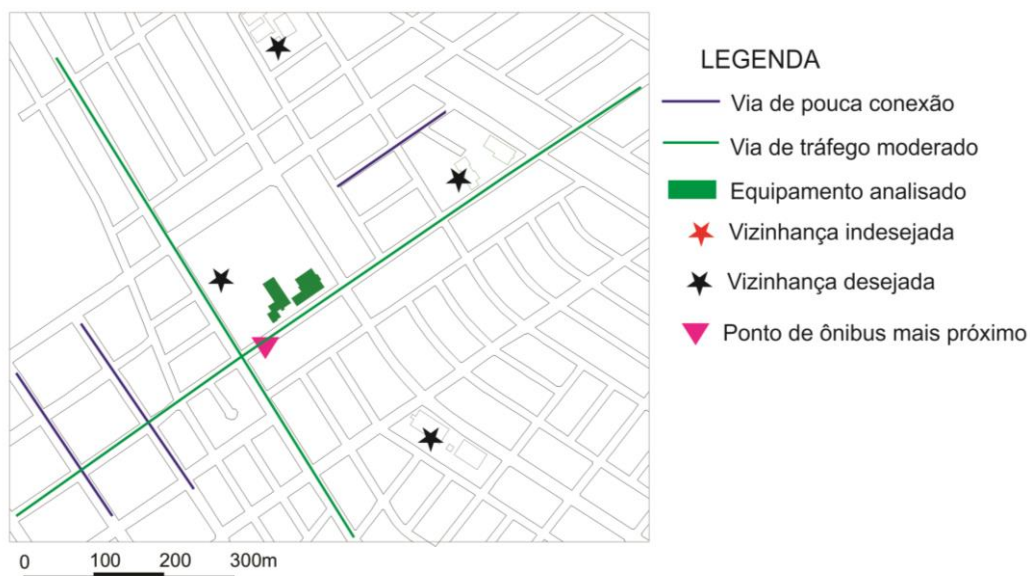 LEGENDA
Via de pouca conexão
Via de tráfego moderado
Equipamento analisado
Vizinhança indesejada
Vizinhança desejada
Ponto de ônibus mais próximo
0 100 200 300m